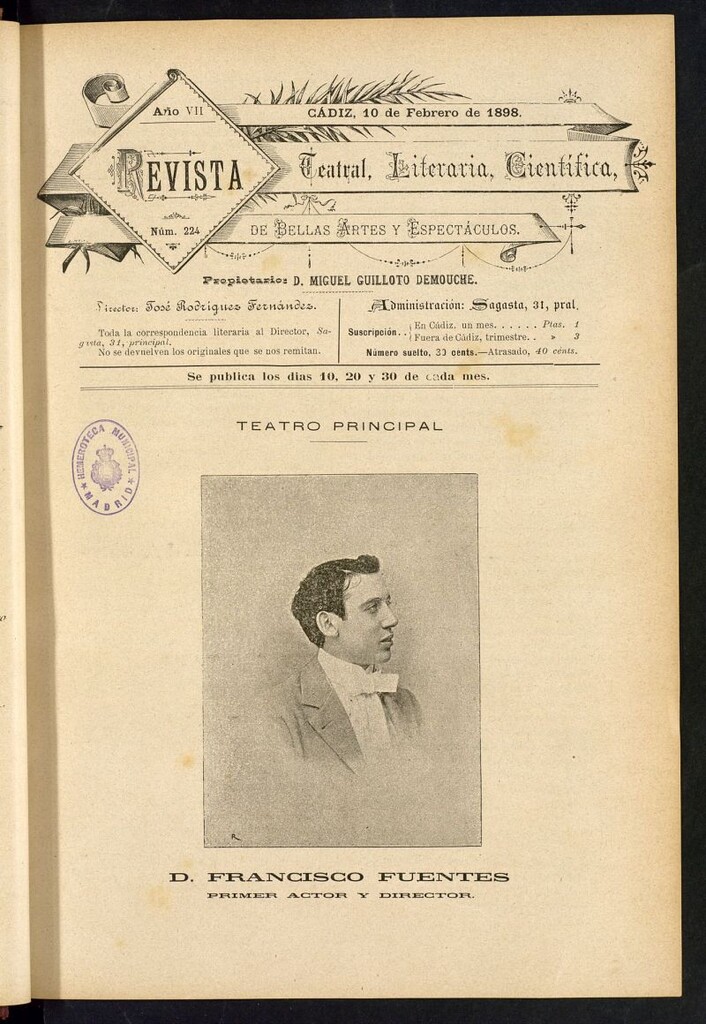 Año VII
CÁDIZ, 10 de Febrero de 1898.
REVISTA
Teatral, Literaria, Científica,
Núm. 224
DE BELLAS ARTES Y ESPECTÁCULOS.
Propietario: D. MIGUEL GUILLOTO DEMOUCHE.
Director: José Rodríguez Fernández.
Toda la correspondencia literaria al Director, Sa-
gasta, 31, principal.
No se devuelven los originales que se nos remitan.
Administración: Sagasta, 31, pral.
Suscripción. . { En Cádiz, un mes. . . . . . Ptas. 1
Fuera de Cádiz, trimestre. . » 3
Número suelto, 30 cents.—Atrasado, 40 cénts.
Se publica los dias 10, 20 y 30 de cada mes.
TEATRO PRINCIPAL
HEMEROTECA MUNICIPAL
MADRID
R
D. FRANCISCO FUENTES
PRIMER ACTOR Y DIRECTOR.